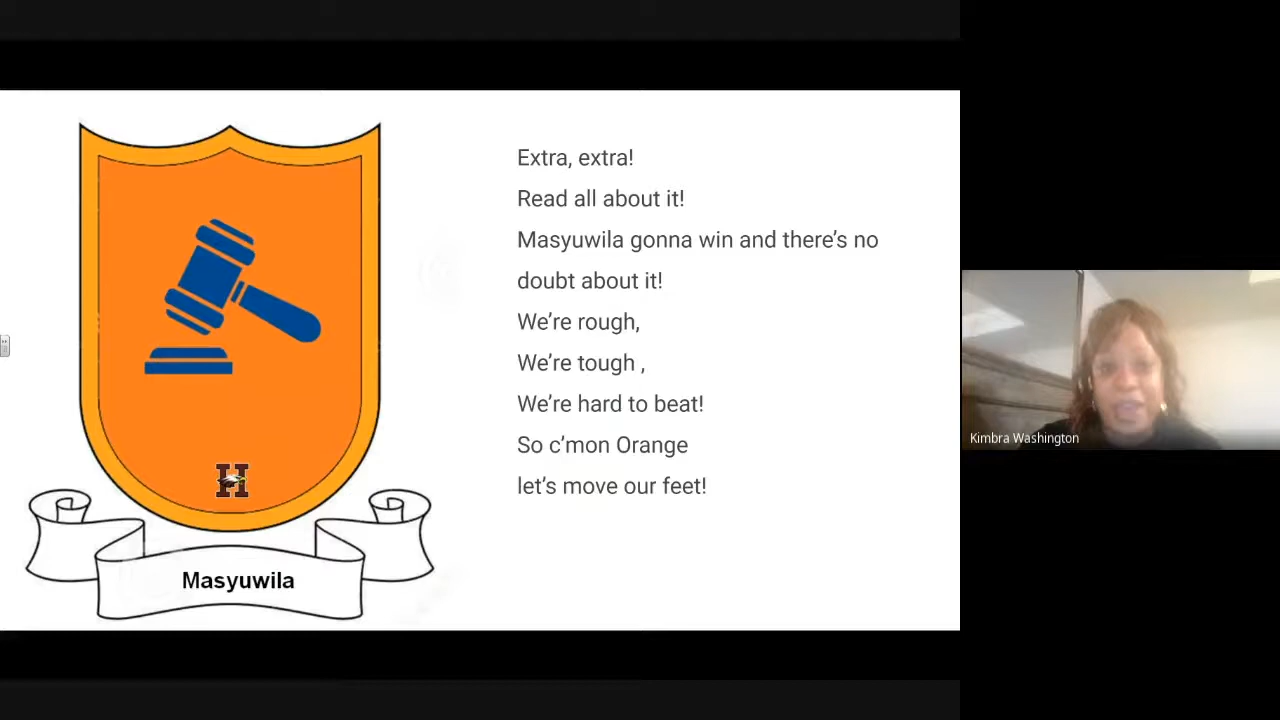 Extra, extra!
Read all about it!
Masyuwila gonna win and there's no
doubt about it!
We're rough,
We're tough ,
We're hard to beat!
So c'mon Orange
let's move our feet!
H
Masyuwila
Kimbra Washington